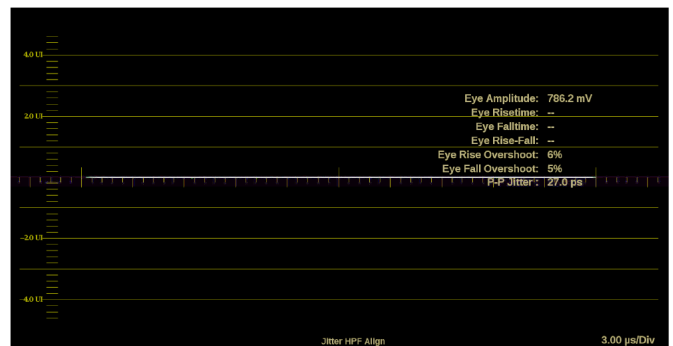 4.0 UI
2.0 UI
-2.0 UI
-4.0 UI
Eye Amplitude: 786.2 mV
Eye Risetime: --
Eye Falltime: --
Eye Rise-Fall: --
Eye Rise Overshoot: 6%
Eye Fall Overshoot: 5%
P-P Jitter : 27.0 ps
Jitter HPF Align
3.00 µs/Div